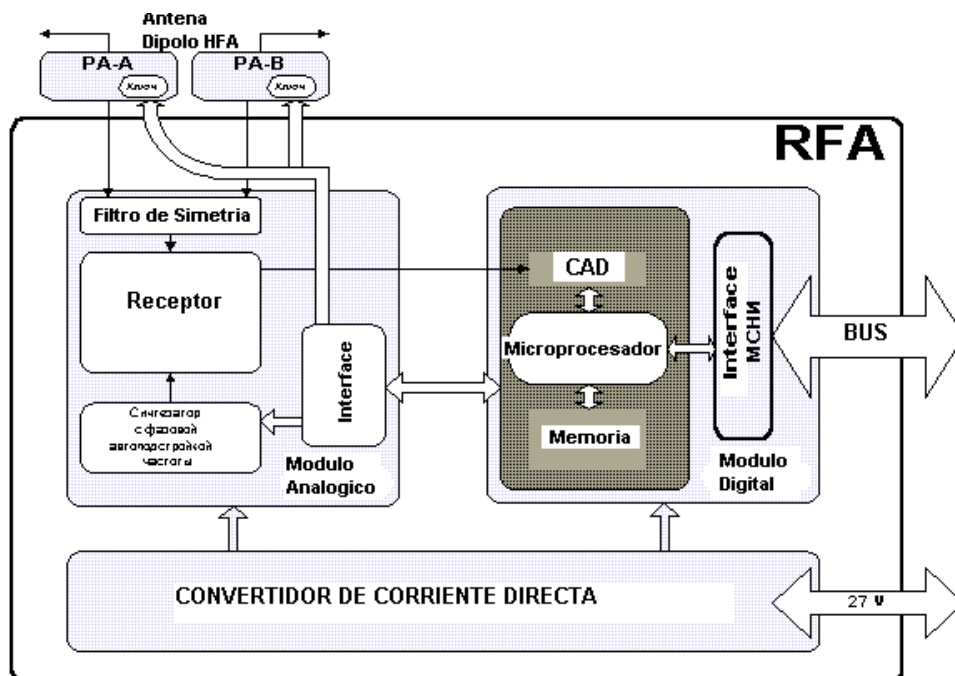 Antena
Dipolo HFA
PA-A
Ключ
PA-B
Ключ
RFA
Filtro de Simetria
Receptor
Interface
Синтезатор
с фазовой
автоподстройкой
частоты
Modulo
Analogico
CAD
Microprocesador
Memoria
Interface
МСНИ
Modulo
Digital
BUS
CONVERTIDOR DE CORRIENTE DIRECTA
27 V